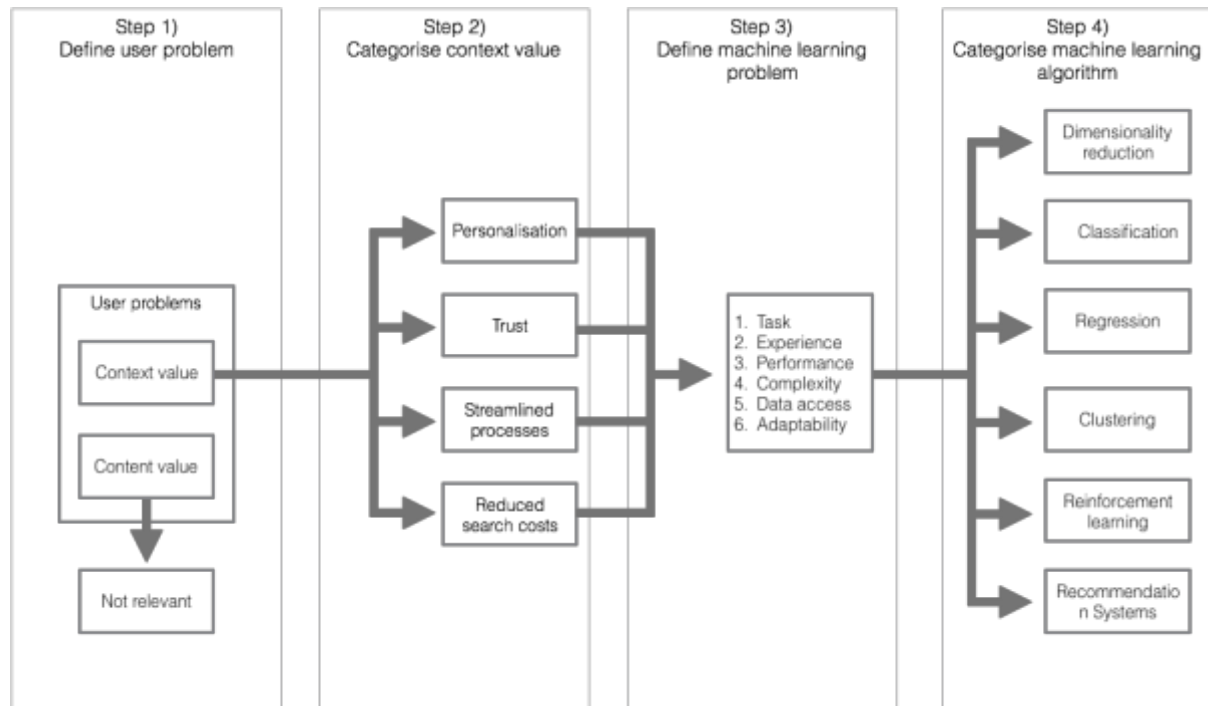 Step 1)
Define user problem
User problems
Context value
Content value
Not relevant
Step 2)
Categorise context value
Personalisation
Trust
Streamlined
processes
Reduced
search costs
Step 3)
Define machine learning
problem
1. Task
2. Experience
3. Performance
4. Complexity
5. Data access
6. Adaptability
Step 4)
Categorise machine learning
algorithm
Dimensionality
reduction
Classification
Regression
Clustering
Reinforcement
learning
Recommendatio
n Systems